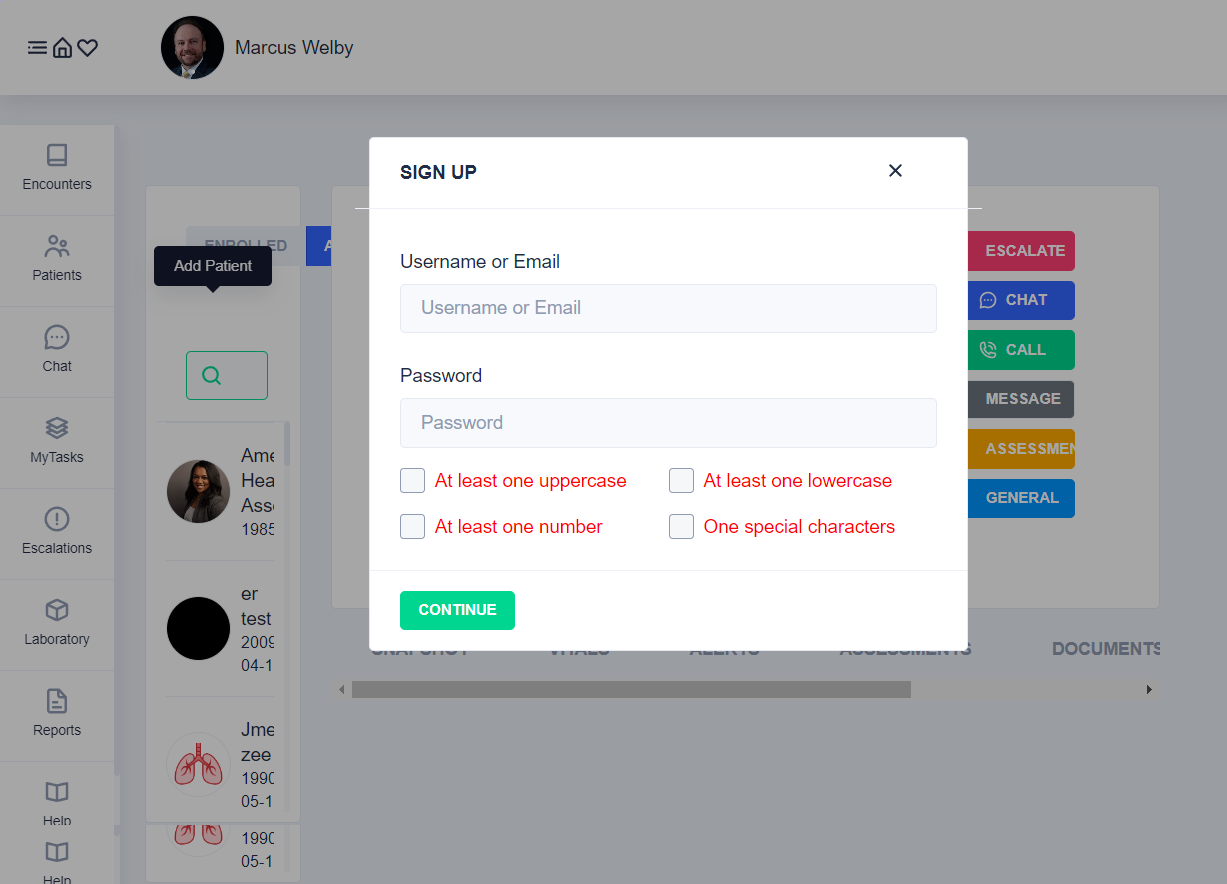 Marcus Welby
Encounters
Patients
Chat
MyTasks
Escalations
Laboratory
Reports
Help
Help
ENROLLED
A
Add Patient
Ame
Hea
Asso
1985
er
test
2009
04-1
Jme
zee
1990
05-1
1990
05-1
SIGN UP
Username or Email
Username or Email
Password
Password
At least one uppercase
At least one lowercase
At least one number
One special characters
CONTINUE
ESCALATE
CHAT
CALL
MESSAGE
ASSESSMEN
GENERAL
SNAPSHOT
VITALS
ALERTS
ASSESSMENTS
DOCUMENTS